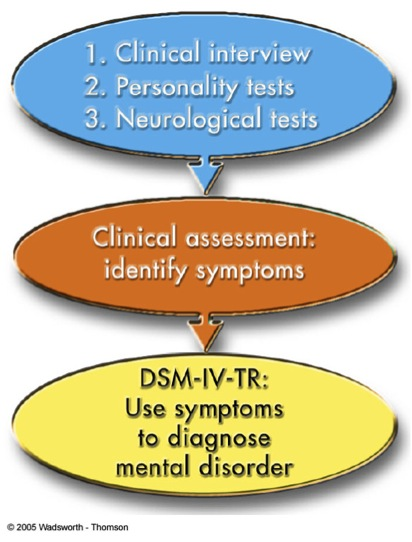 1. Clinical interview
2. Personality tests
3. Neurological tests
Clinical assessment:
identify symptoms
DSM-IV-TR:
Use symptoms
to diagnose
mental disorder
© 2005 Wadsworth - Thomson